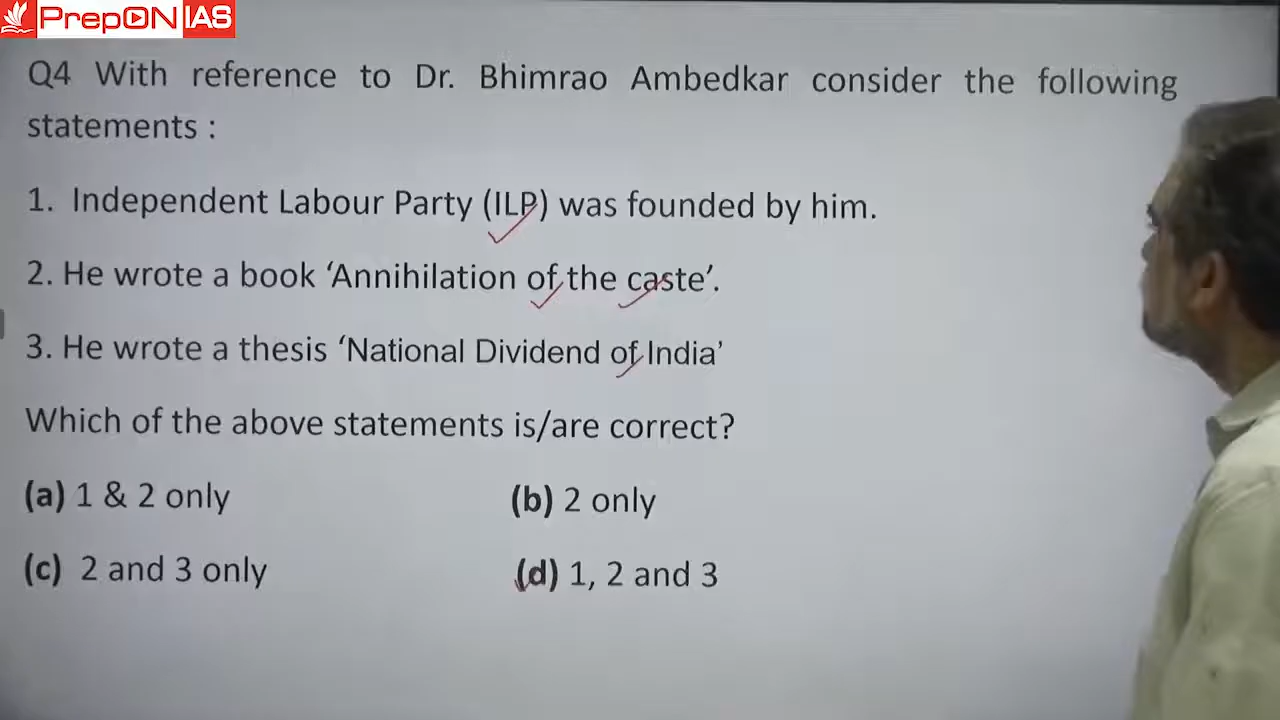 PrepON IAS
Q4 With reference to Dr. Bhimrao Ambedkar consider the following
statements :
1. Independent Labour Party (ILP) was founded by him.
2. He wrote a book ‘Annihilation of the caste’.
3. He wrote a thesis ‘National Dividend of India’
Which of the above statements is/are correct?
(a) 1 & 2 only (b) 2 only
(c) 2 and 3 only (d) 1, 2 and 3